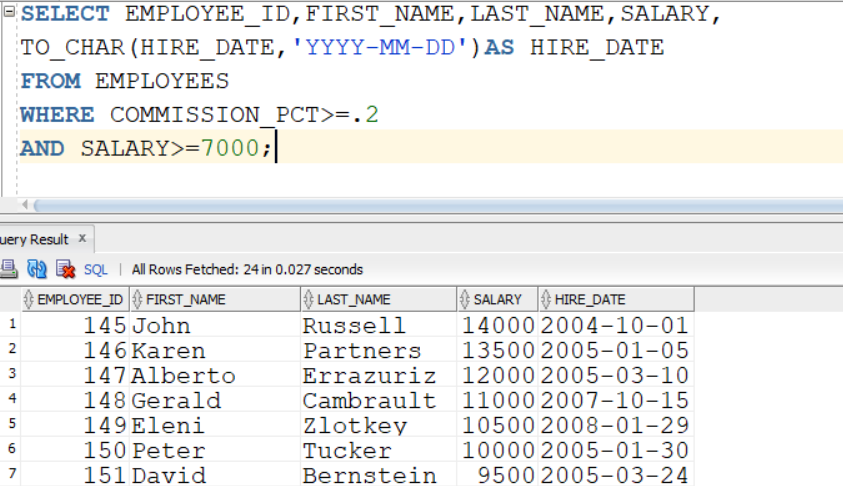 SELECT EMPLOYEE_ID,FIRST_NAME,LAST_NAME,SALARY,
TO_CHAR(HIRE_DATE,'YYYY-MM-DD')AS HIRE_DATE
FROM EMPLOYEES
WHERE COMMISSION_PCT>=.2
AND SALARY>=7000;
uery Result x
SQL | All Rows Fetched: 24 in 0.027 seconds
EMPLOYEE_ID FIRST_NAME LAST_NAME SALARY HIRE_DATE
1 145 John Russell 14000 2004-10-01
2 146 Karen Partners 13500 2005-01-05
3 147 Alberto Errazuriz 12000 2005-03-10
4 148 Gerald Cambrault 11000 2007-10-15
5 149 Eleni Zlotkey 10500 2008-01-29
6 150 Peter Tucker 10000 2005-01-30
7 151 David Bernstein 9500 2005-03-24